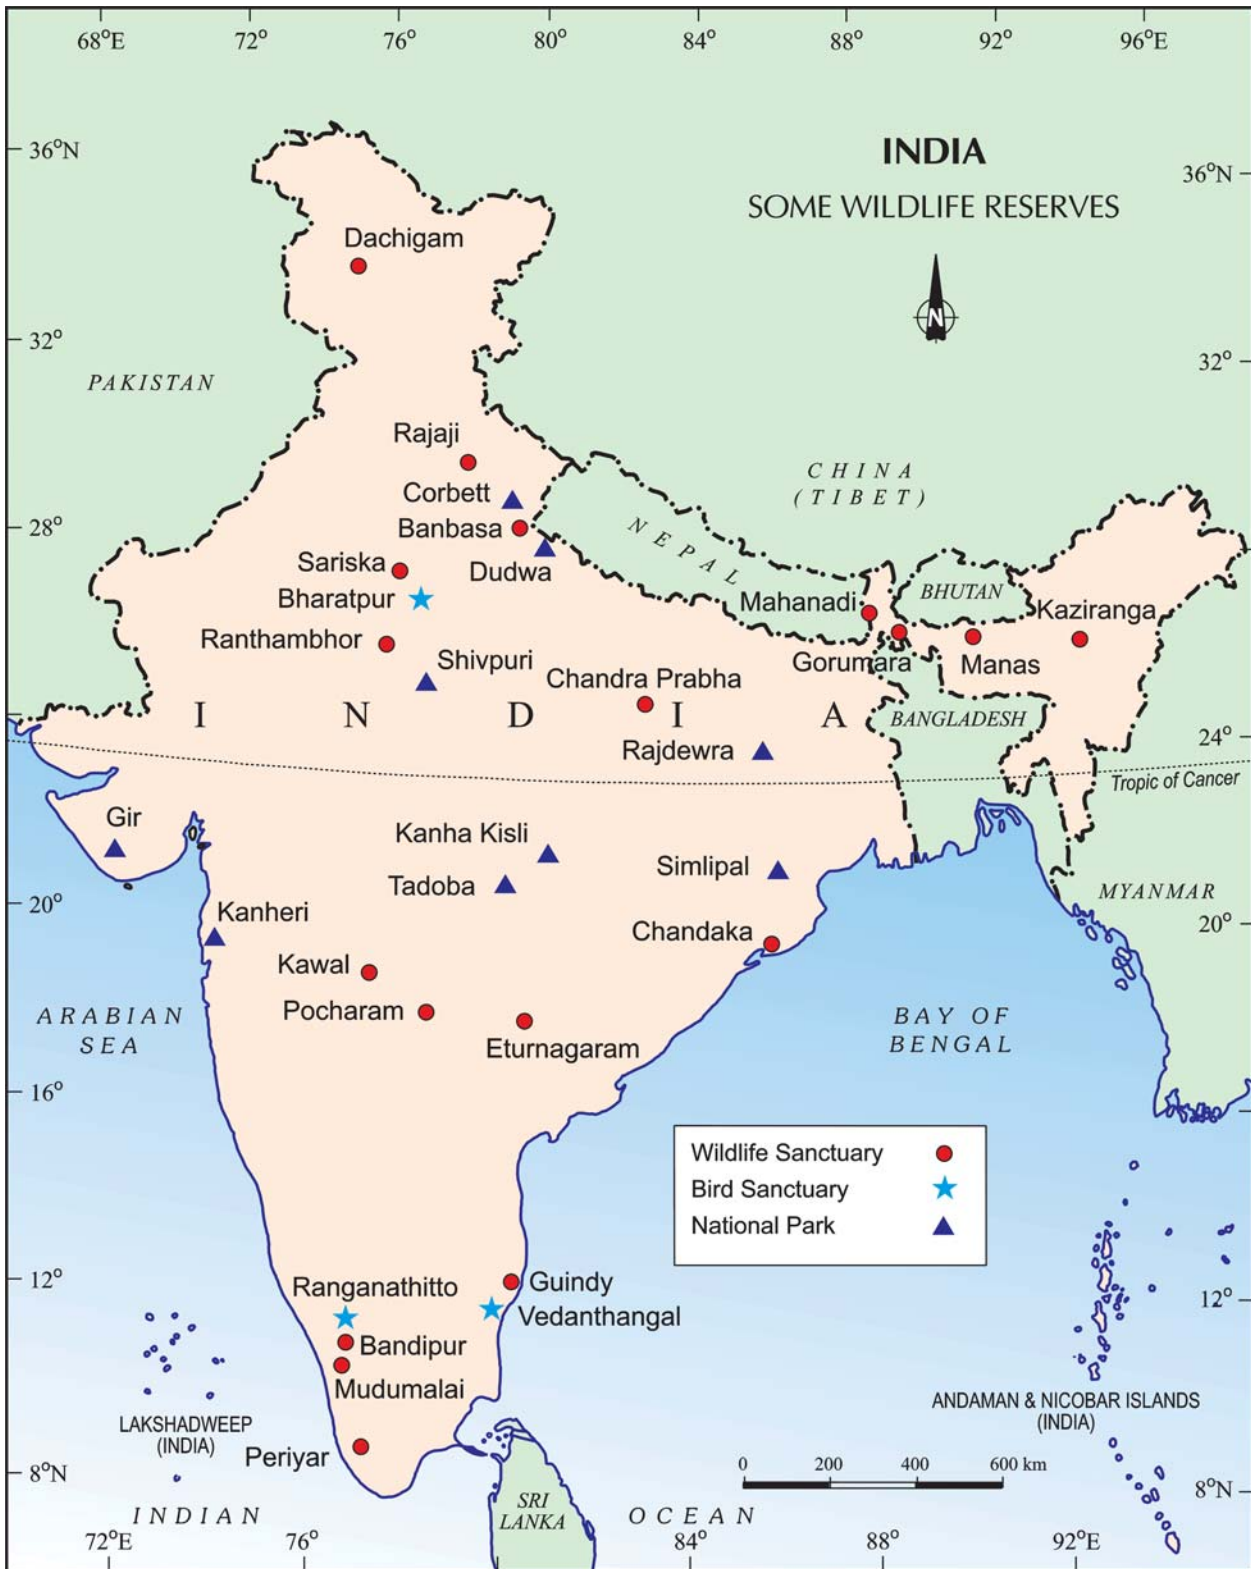 68°E 72° 76° 80° 84° 88° 92° 96°E
36°N
INDIA
36°N
SOME WILDLIFE RESERVES
Dachigam
N
32°
32°
PAKISTAN
Rajaji
CHINA
(TIBET)
Corbett
28°
Banbasa
NEPAL
Sariska
Dudwa
BHUTAN
Bharatpur
Mahanadi
Kaziranga
Ranthambhor
Shivpuri
Gorumara
Manas
Chandra Prabha
I N D I A
BANGLADESH
Rajdewra
24°
Tropic of Cancer
Gir
Kanha Kisli
Simlipal
Tadoba
MYANMAR
20°
Kanheri
20°
Chandaka
Kawal
Pocharam
ARABIAN
SEA
BAY OF
BENGAL
Eturnagaram
16°
Wildlife Sanctuary
Bird Sanctuary
National Park
12°
Ranganathitto
Guindy
Vedanthangal
12°
Bandipur
Mudumalai
ANDAMAN & NICOBAR ISLANDS
(INDIA)
LAKSHADWEEP
(INDIA)
Periyar
0 200 400 600 km
8°N
8°N
SRI
LANKA
INDIAN OCEAN
72°E 76° 84° 88° 92°E